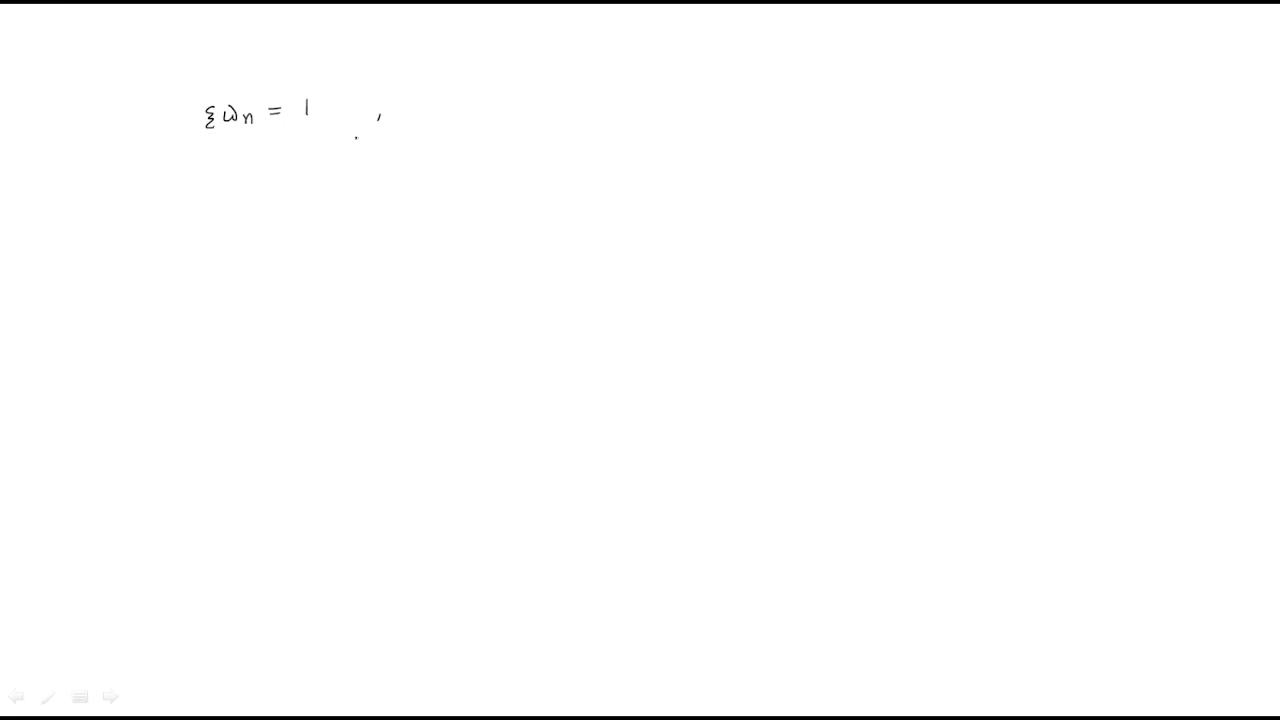 ξωn = 1 ,